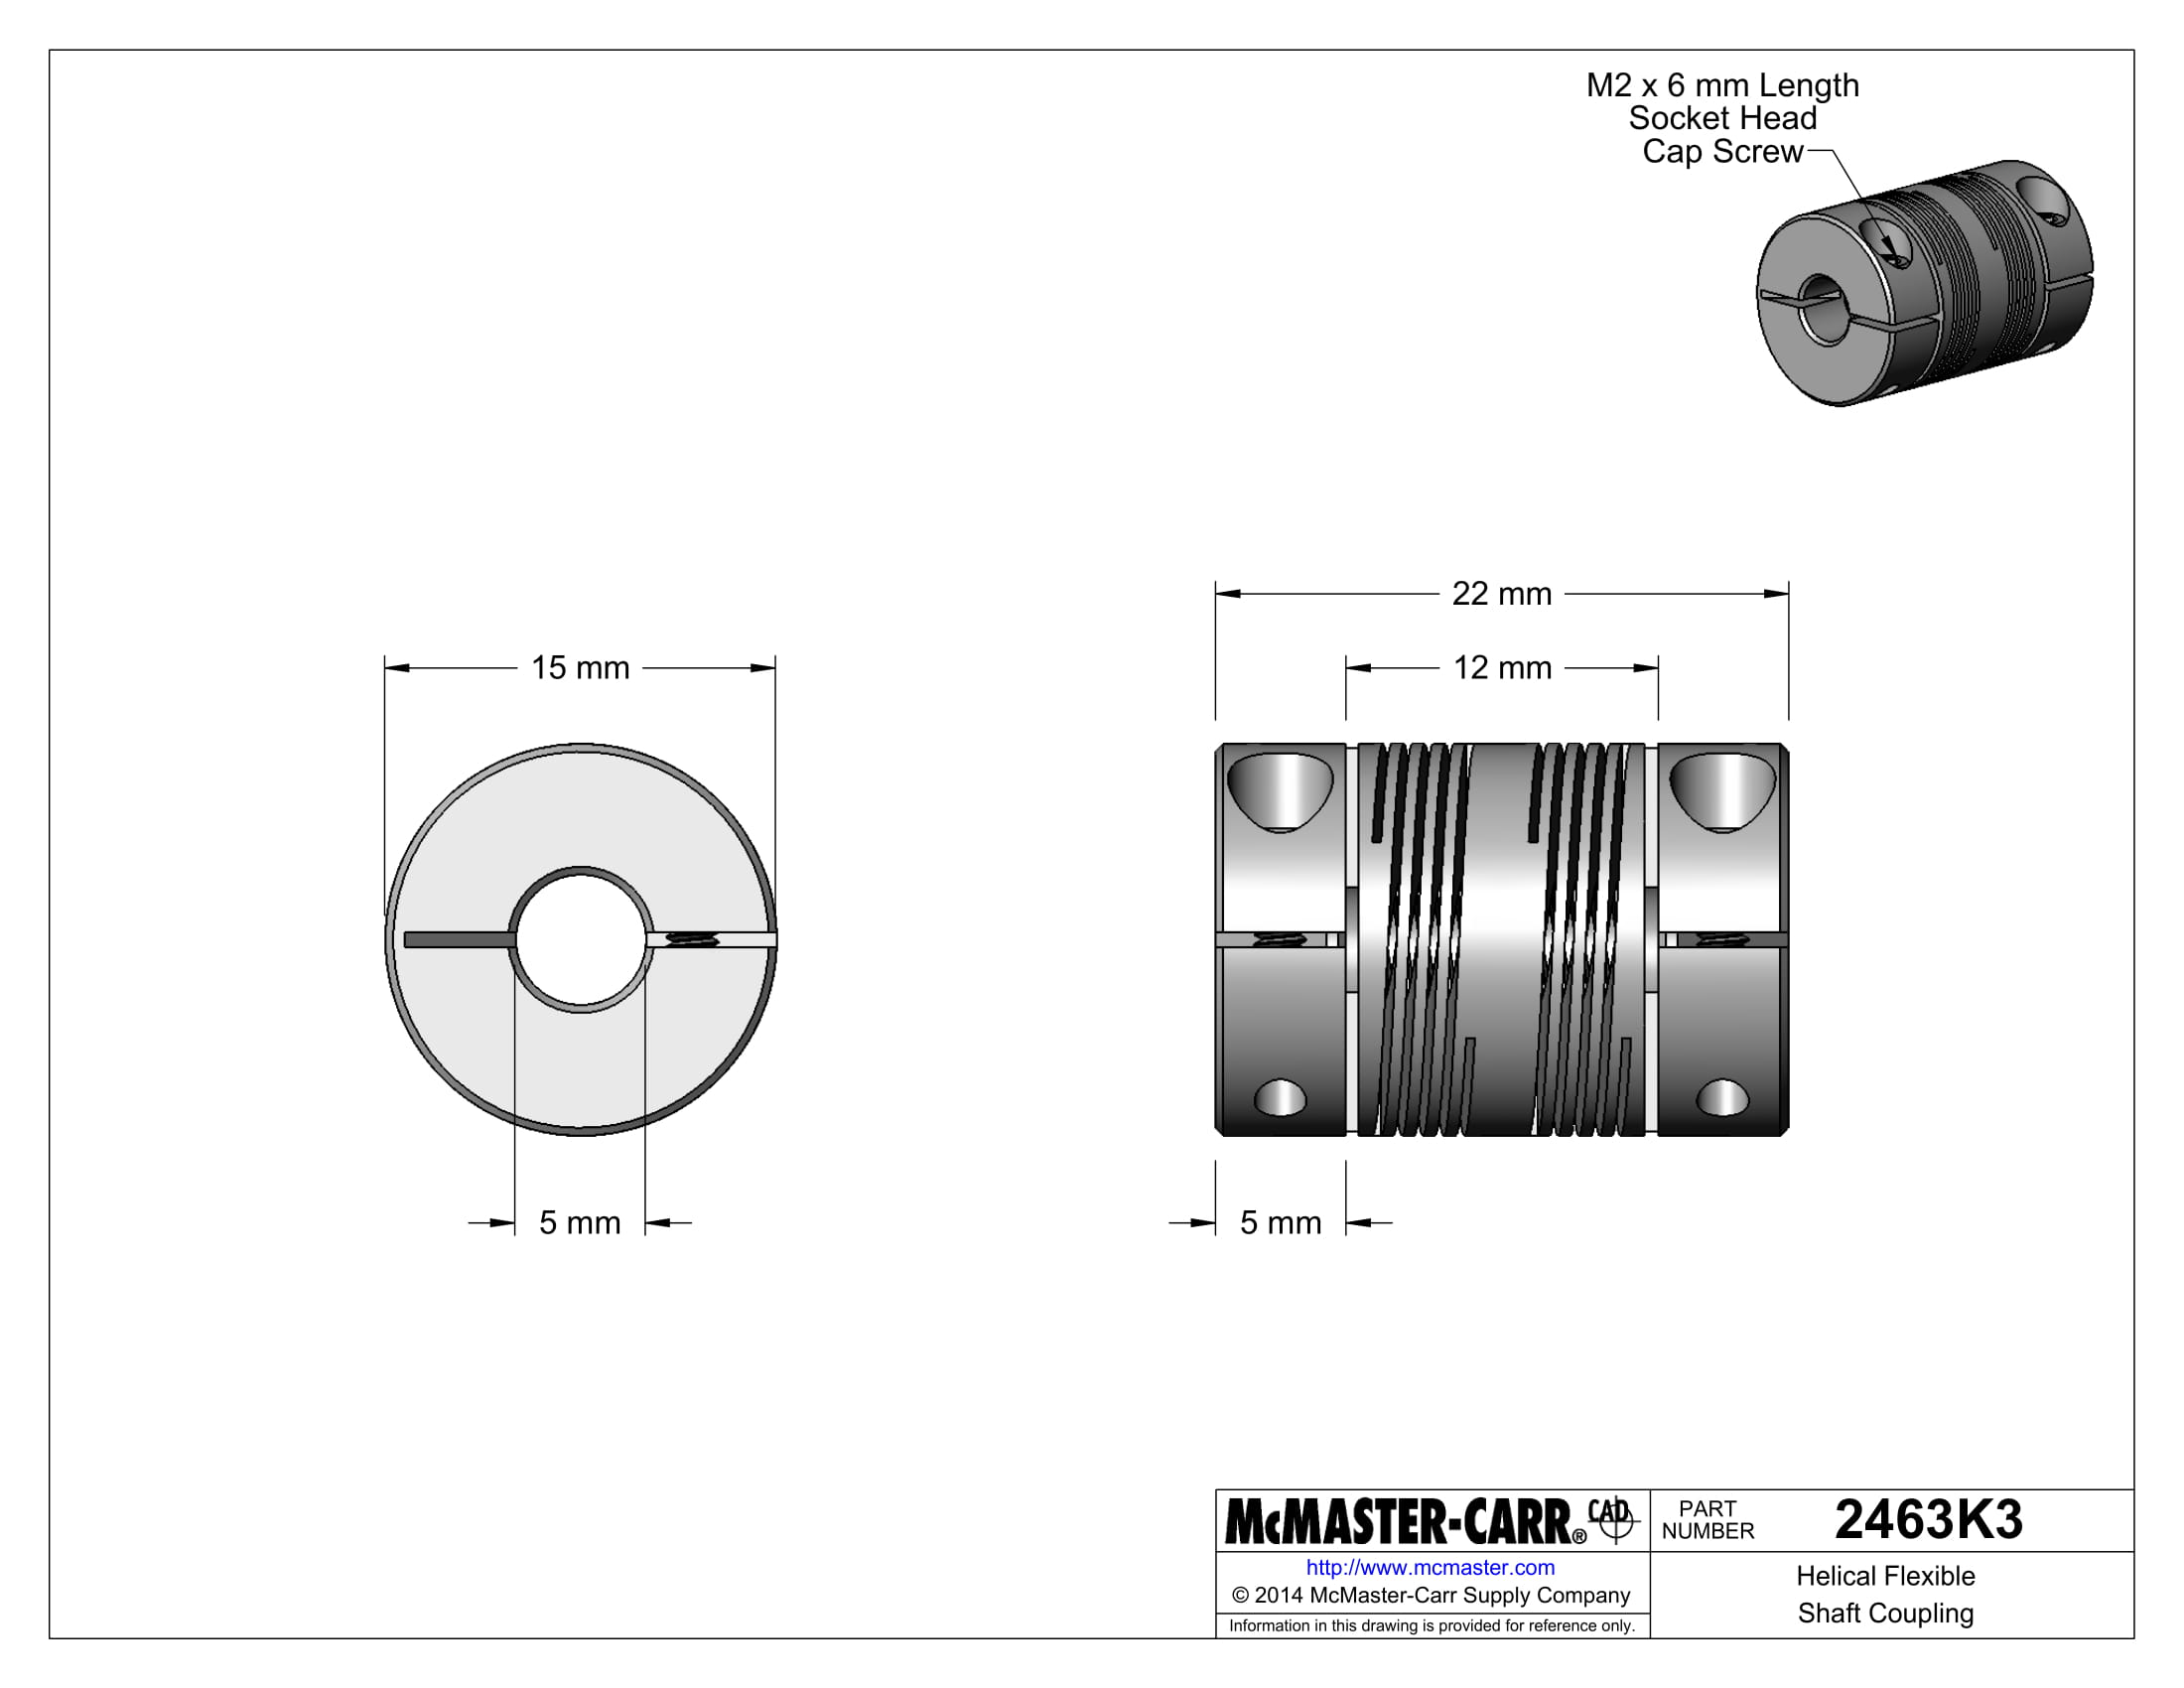 M2 x 6 mm Length
Socket Head
Cap Screw
22 mm
15 mm
12 mm
5 mm
5 mm
McMASTER-CARR® CAD
PART
NUMBER
2463K3
http://www.mcmaster.com
© 2014 McMaster-Carr Supply Company
Information in this drawing is provided for reference only.
Helical Flexible
Shaft Coupling